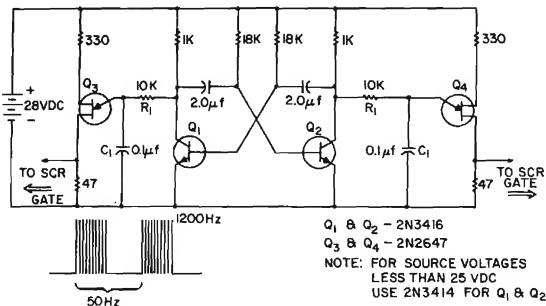 330
1K
18K
18K
1K
330
+
28VDC
−
Q3
10K
R1
2.0µf
2.0µf
10K
R1
Q4
Q1
Q2
C1
0.1µf
0.1µf
C1
TO SCR
GATE
47
TO SCR
GATE
47
1200Hz
50Hz
Q1 & Q2 – 2N3416
Q3 & Q4 – 2N2647
NOTE: FOR SOURCE VOLTAGES
LESS THAN 25 VDC
USE 2N3414 FOR Q1 & Q2